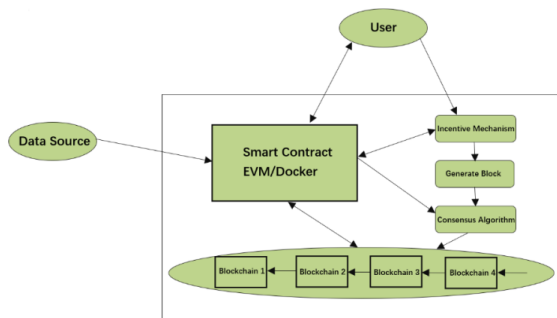 User
Data Source
Smart Contract
EVM/Docker
Incentive Mechanism
Generate Block
Consensus Algorithm
Blockchain 1
Blockchain 2
Blockchain 3
Blockchain 4